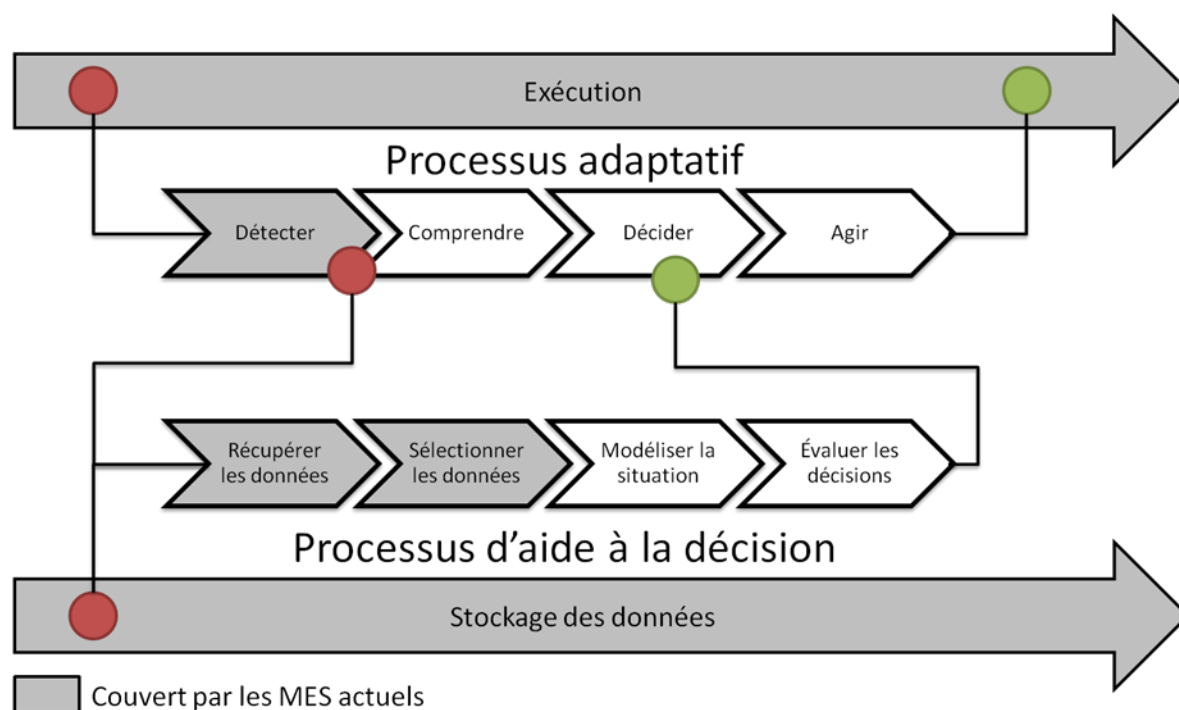 Exécution
Processus adaptatif
Détecter
Comprendre
Décider
Agir
Récupérer
les données
Sélectionner
les données
Modéliser la
situation
Évaluer les
décisions
Processus d'aide à la décision
Stockage des données
Couvert par les MES actuels